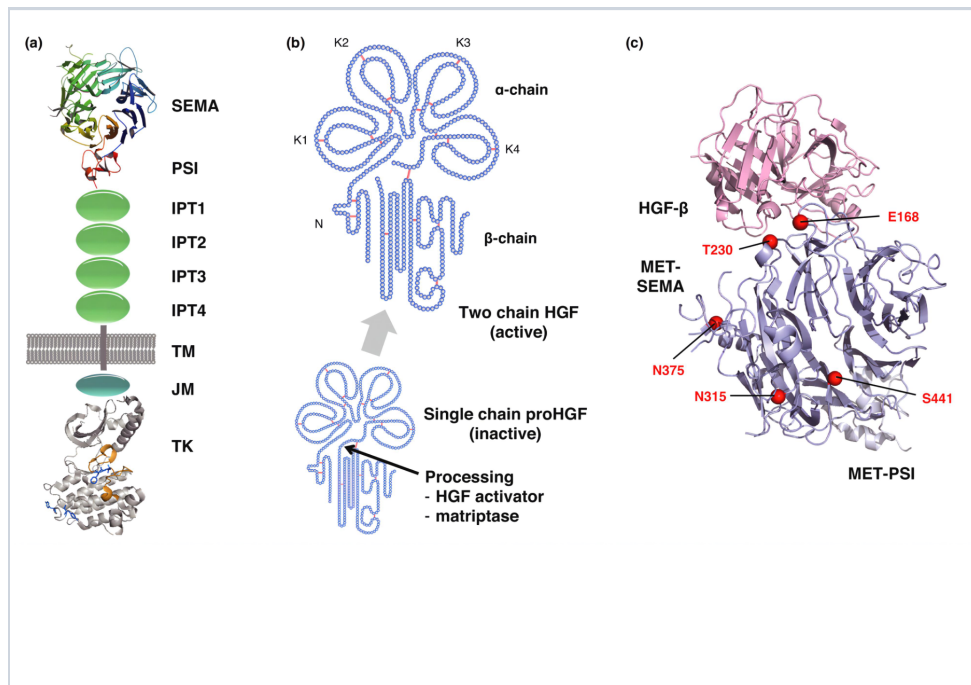 (a)
SEMA
PSI
IPT1
IPT2
IPT3
IPT4
TM
JM
TK
(b)
K2
K3
α-chain
K1
K4
N
β-chain
Two chain HGF
(active)
Single chain proHGF
(inactive)
Processing
- HGF activator
- matriptase
(c)
HGF-β
E168
T230
MET-
SEMA
N375
N315
S441
MET-PSI